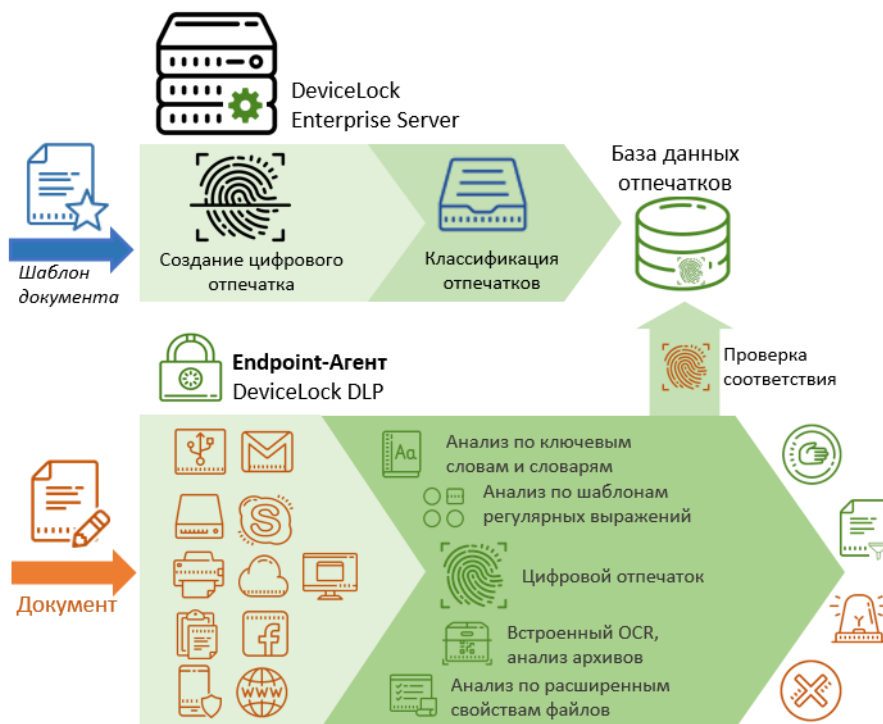 DeviceLock
Enterprise Server
База данных
отпечатков
Создание цифрового
отпечатка
Классификация
отпечатков
Шаблон
документа
Endpoint-Агент
DeviceLock DLP
Проверка
соответствия
Aa
Анализ по ключевым
словам и словарям
Анализ по шаблонам
регулярных выражений
Цифровой отпечаток
Документ
Встроенный OCR,
анализ архивов
WWW
Анализ по расширенным
свойствам файлов